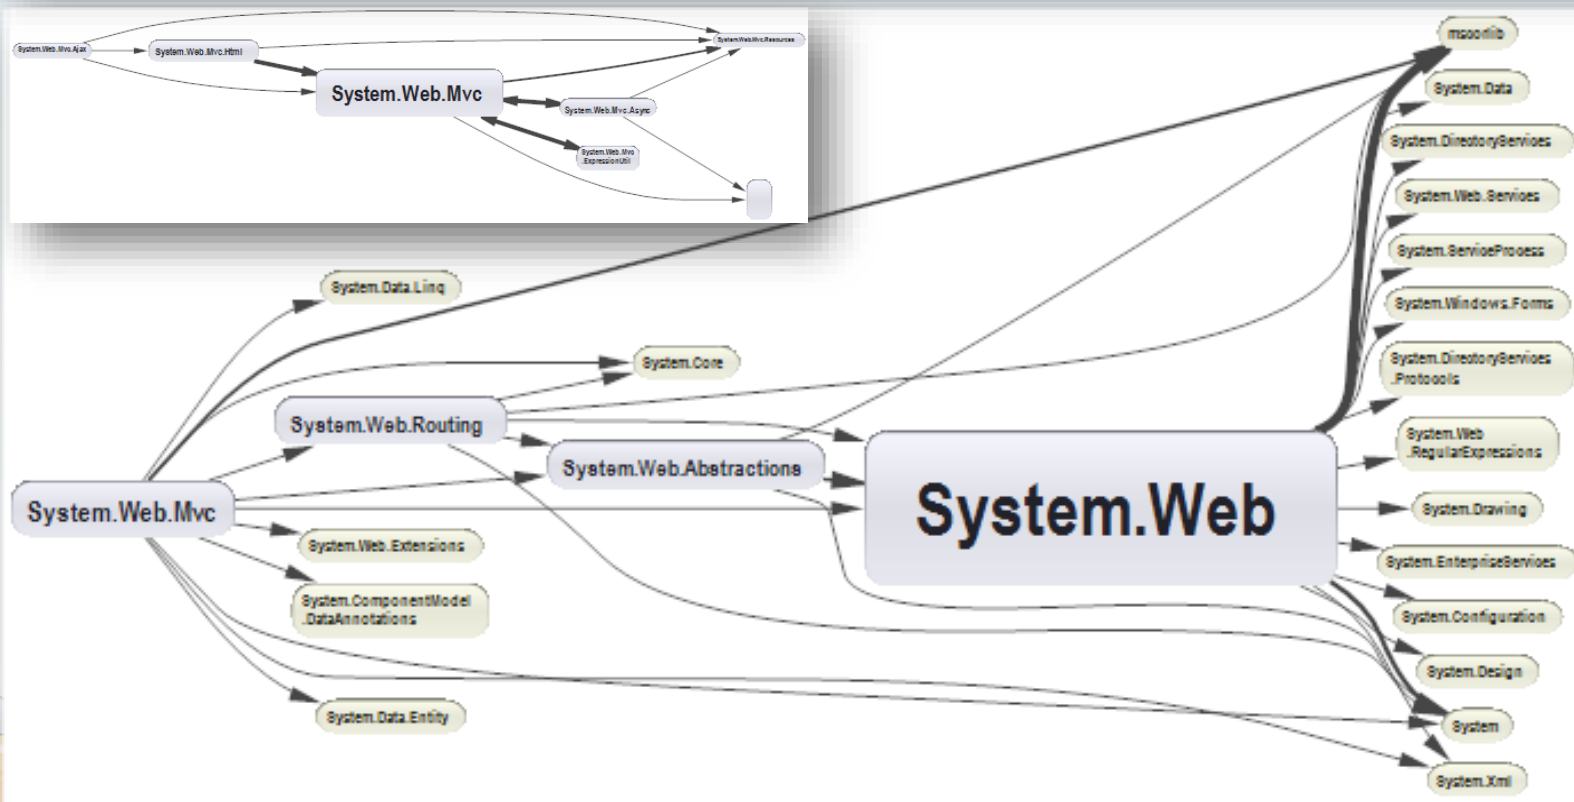 System.Web.Mvc.Ajax
System.Web.Mvc.Html
System.Web.Mvc.Resources
System.Web.Mvc
System.Web.Mvc.Async
System.Web.Mvc
.ExpressionUtil
mscorlib
System.Data
System.DirectoryServices
System.Web.Services
System.ServiceProcess
System.Windows.Forms
System.DirectoryServices
.Protocols
System.Web
.RegularExpressions
System.Drawing
System.EnterpriseServices
System.Configuration
System.Design
System
System.Xml
System.Data.Linq
System.Core
System.Web.Routing
System.Web.Abstractions
System.Web
System.Web.Mvc
System.Web.Extensions
System.ComponentModel
.DataAnnotations
System.Data.Entity